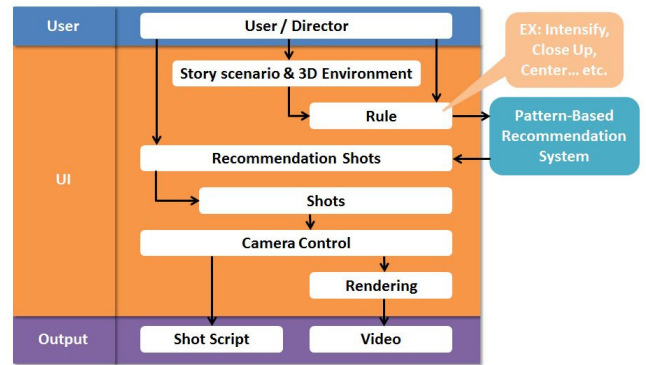 User
User / Director
EX: Intensify,
Close Up,
Center... etc.
Story scenario & 3D Environment
Rule
Pattern-Based
Recommendation
System
Recommendation Shots
UI
Shots
Camera Control
Rendering
Output
Shot Script
Video